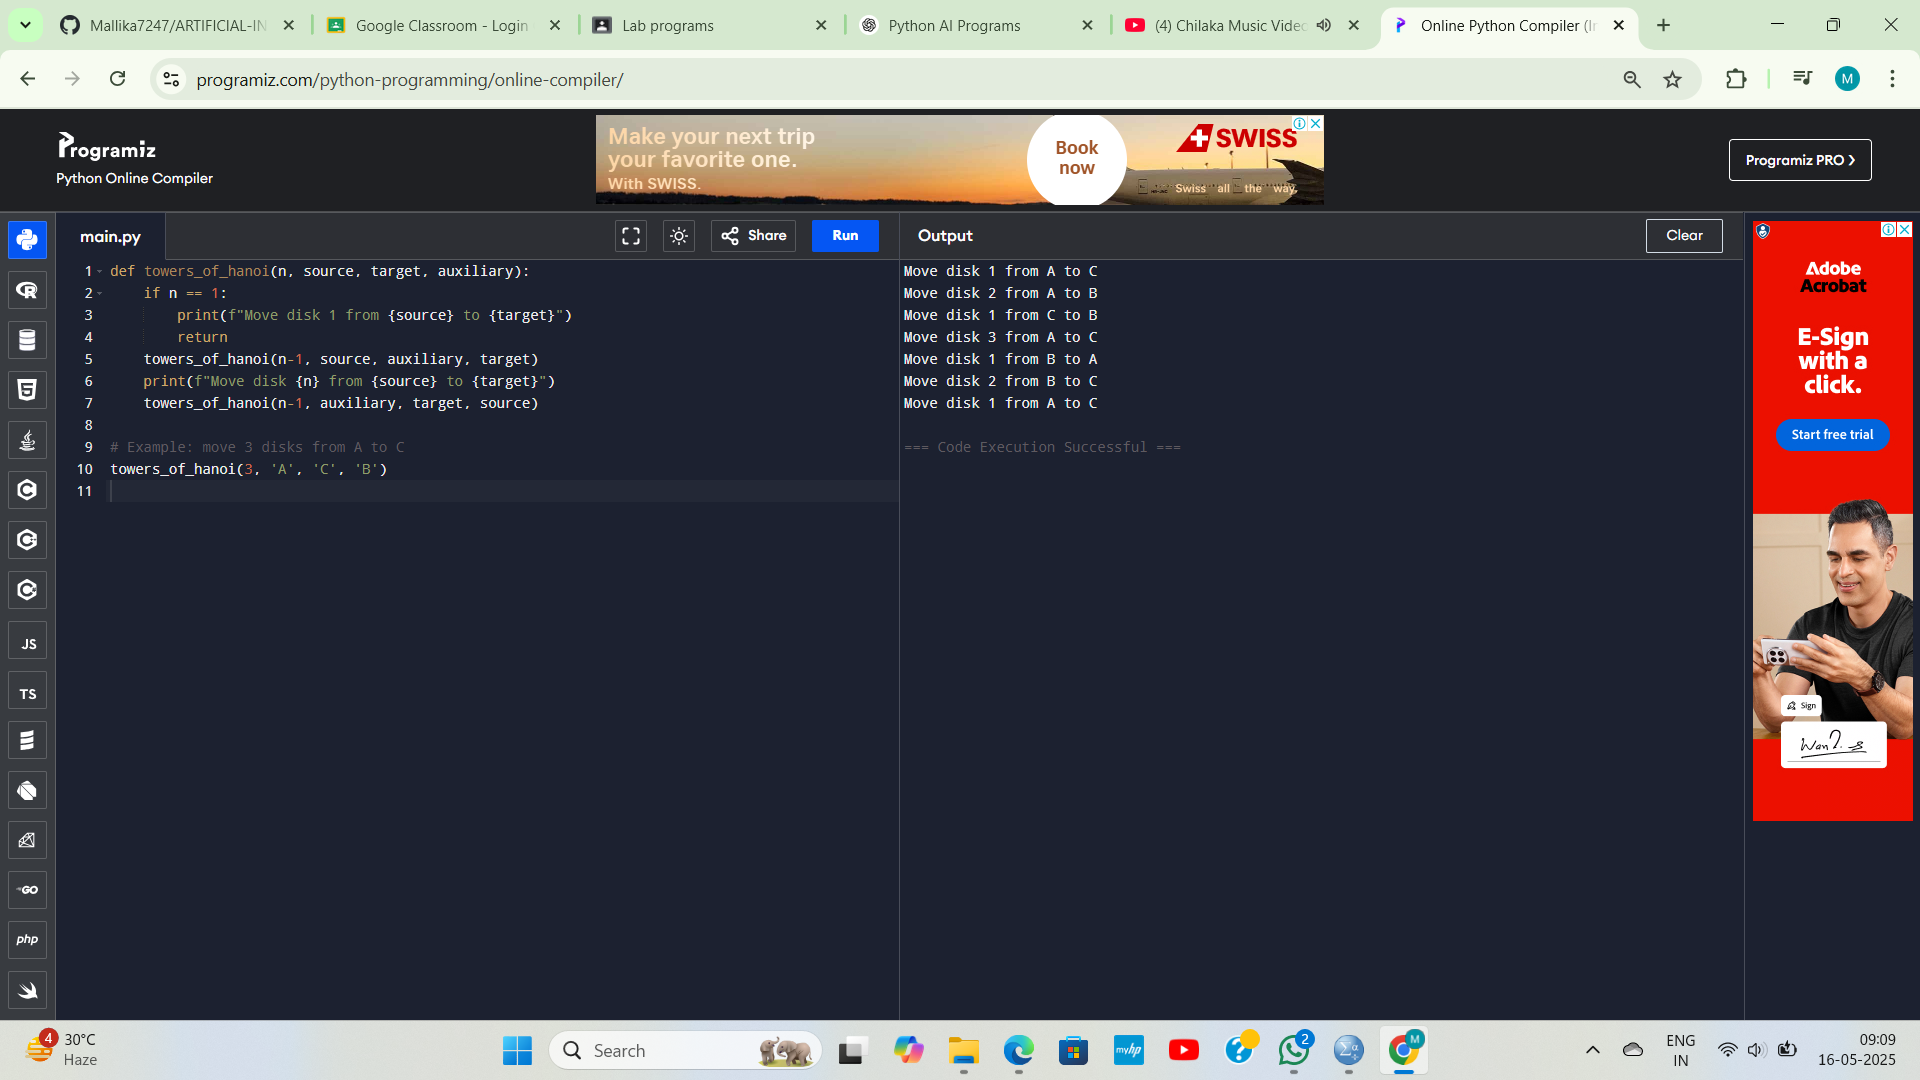 Mallika7247/ARTIFICIAL-IN
Google Classroom - Login
Lab programs
Python AI Programs
(4) Chilaka Music Video
Online Python Compiler (In
programiz.com/python-programming/online-compiler/
M
Programiz
Python Online Compiler
Make your next trip
your favorite one.
With SWISS.
Book
now
SWISS
Swiss all the way.
Programiz PRO
main.py
Share
Run
Output
Clear
1 def towers_of_hanoi(n, source, target, auxiliary):
2 if n == 1:
3 print(f"Move disk 1 from {source} to {target}")
4 return
5 towers_of_hanoi(n-1, source, auxiliary, target)
6 print(f"Move disk {n} from {source} to {target}")
7 towers_of_hanoi(n-1, auxiliary, target, source)
8
9 # Example: move 3 disks from A to C
10 towers_of_hanoi(3, 'A', 'C', 'B')
11
Move disk 1 from A to C
Move disk 2 from A to B
Move disk 1 from C to B
Move disk 3 from A to C
Move disk 1 from B to A
Move disk 2 from B to C
Move disk 1 from A to C
=== Code Execution Successful ===
Adobe
Acrobat
E-Sign
with a
click.
Start free trial
Sign
JS
TS
GO
php
4
30°C
Haze
Search
myhp
2
M
ENG
IN
09:09
16-05-2025